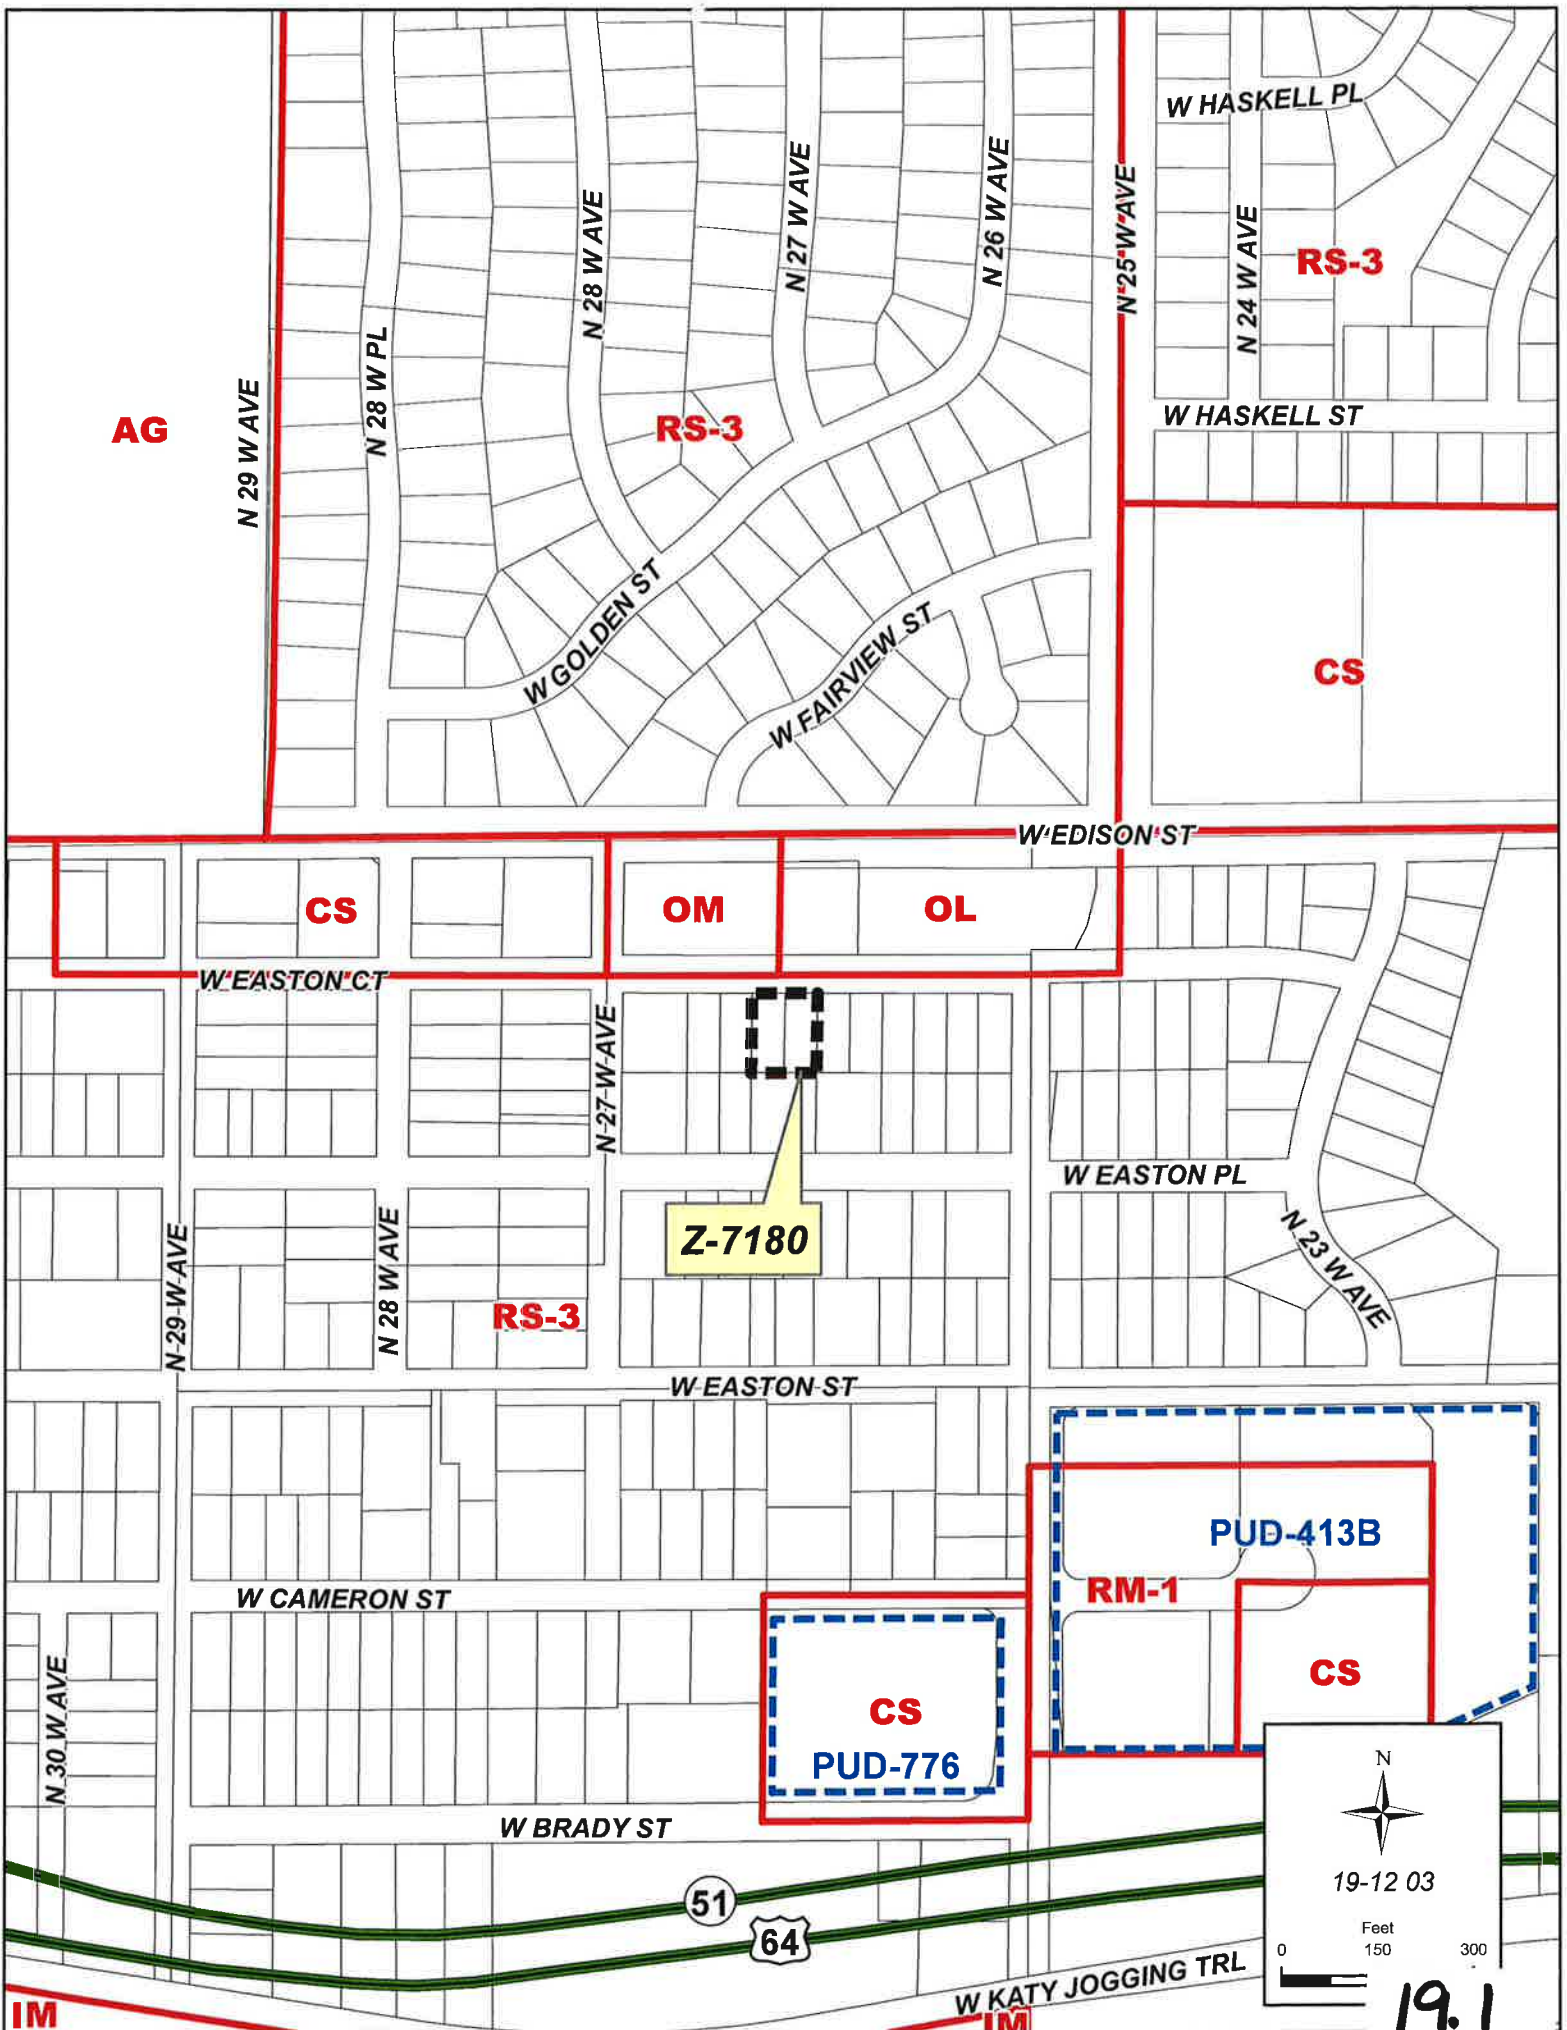 W HASKELL PL
N 27 W AVE
N 26 W AVE
N 25 W AVE
N 28 W AVE
N 24 W AVE
RS-3
N 28 W PL
N 29 W AVE
AG
RS-3
W HASKELL ST
W GOLDEN ST
W FAIRVIEW ST
CS
W EDISON ST
CS
OM
OL
W EASTON CT
N 27 W AVE
W EASTON PL
Z-7180
N 29 W AVE
N 28 W AVE
N 23 W AVE
RS-3
W EASTON ST
PUD-413B
RM-1
W CAMERON ST
CS
N 30 W AVE
CS
PUD-776
W BRADY ST
N
19-12 03
51
64
Feet
0 150 300
W KATY JOGGING TRL
IM
IM
19.1